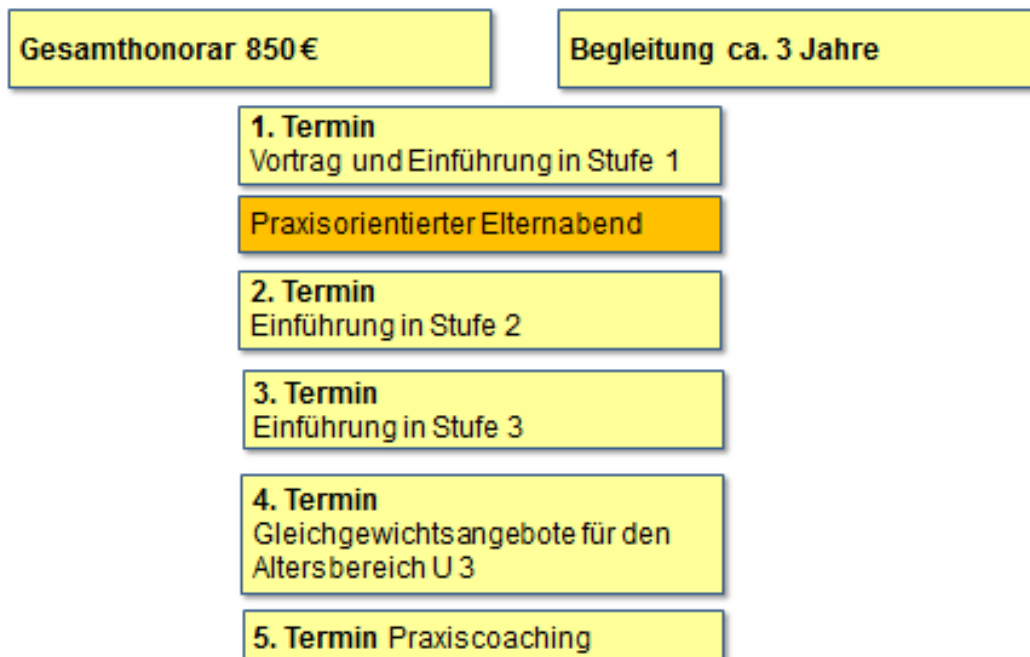 Gesamthonorar 850 €
Begleitung ca. 3 Jahre
1. Termin
Vortrag und Einführung in Stufe 1
Praxisorientierter Elternabend
2. Termin
Einführung in Stufe 2
3. Termin
Einführung in Stufe 3
4. Termin
Gleichgewichtsangebote für den
Altersbereich U 3
5. Termin Praxiscoaching